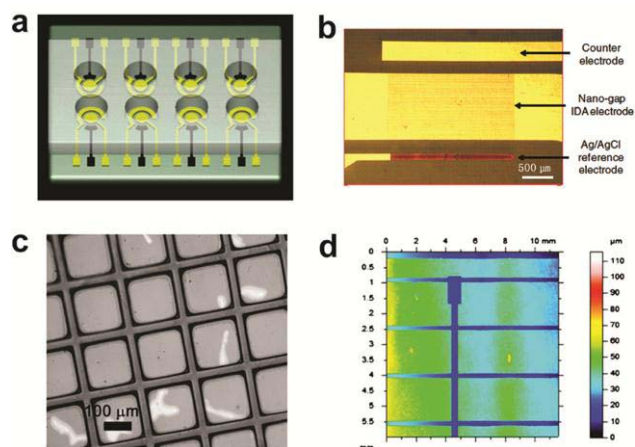 a
b
Counter
electrode
Nano-gap
IDA electrode
Ag/AgCl
reference
electrode
500 μm
c
100 μm
d
0 2 4 6 8 10 mm
0
0.5
1
1.5
2
2.5
3
3.5
4
4.5
5
5.5
μm
110
100
90
80
70
60
50
40
30
20
10
0